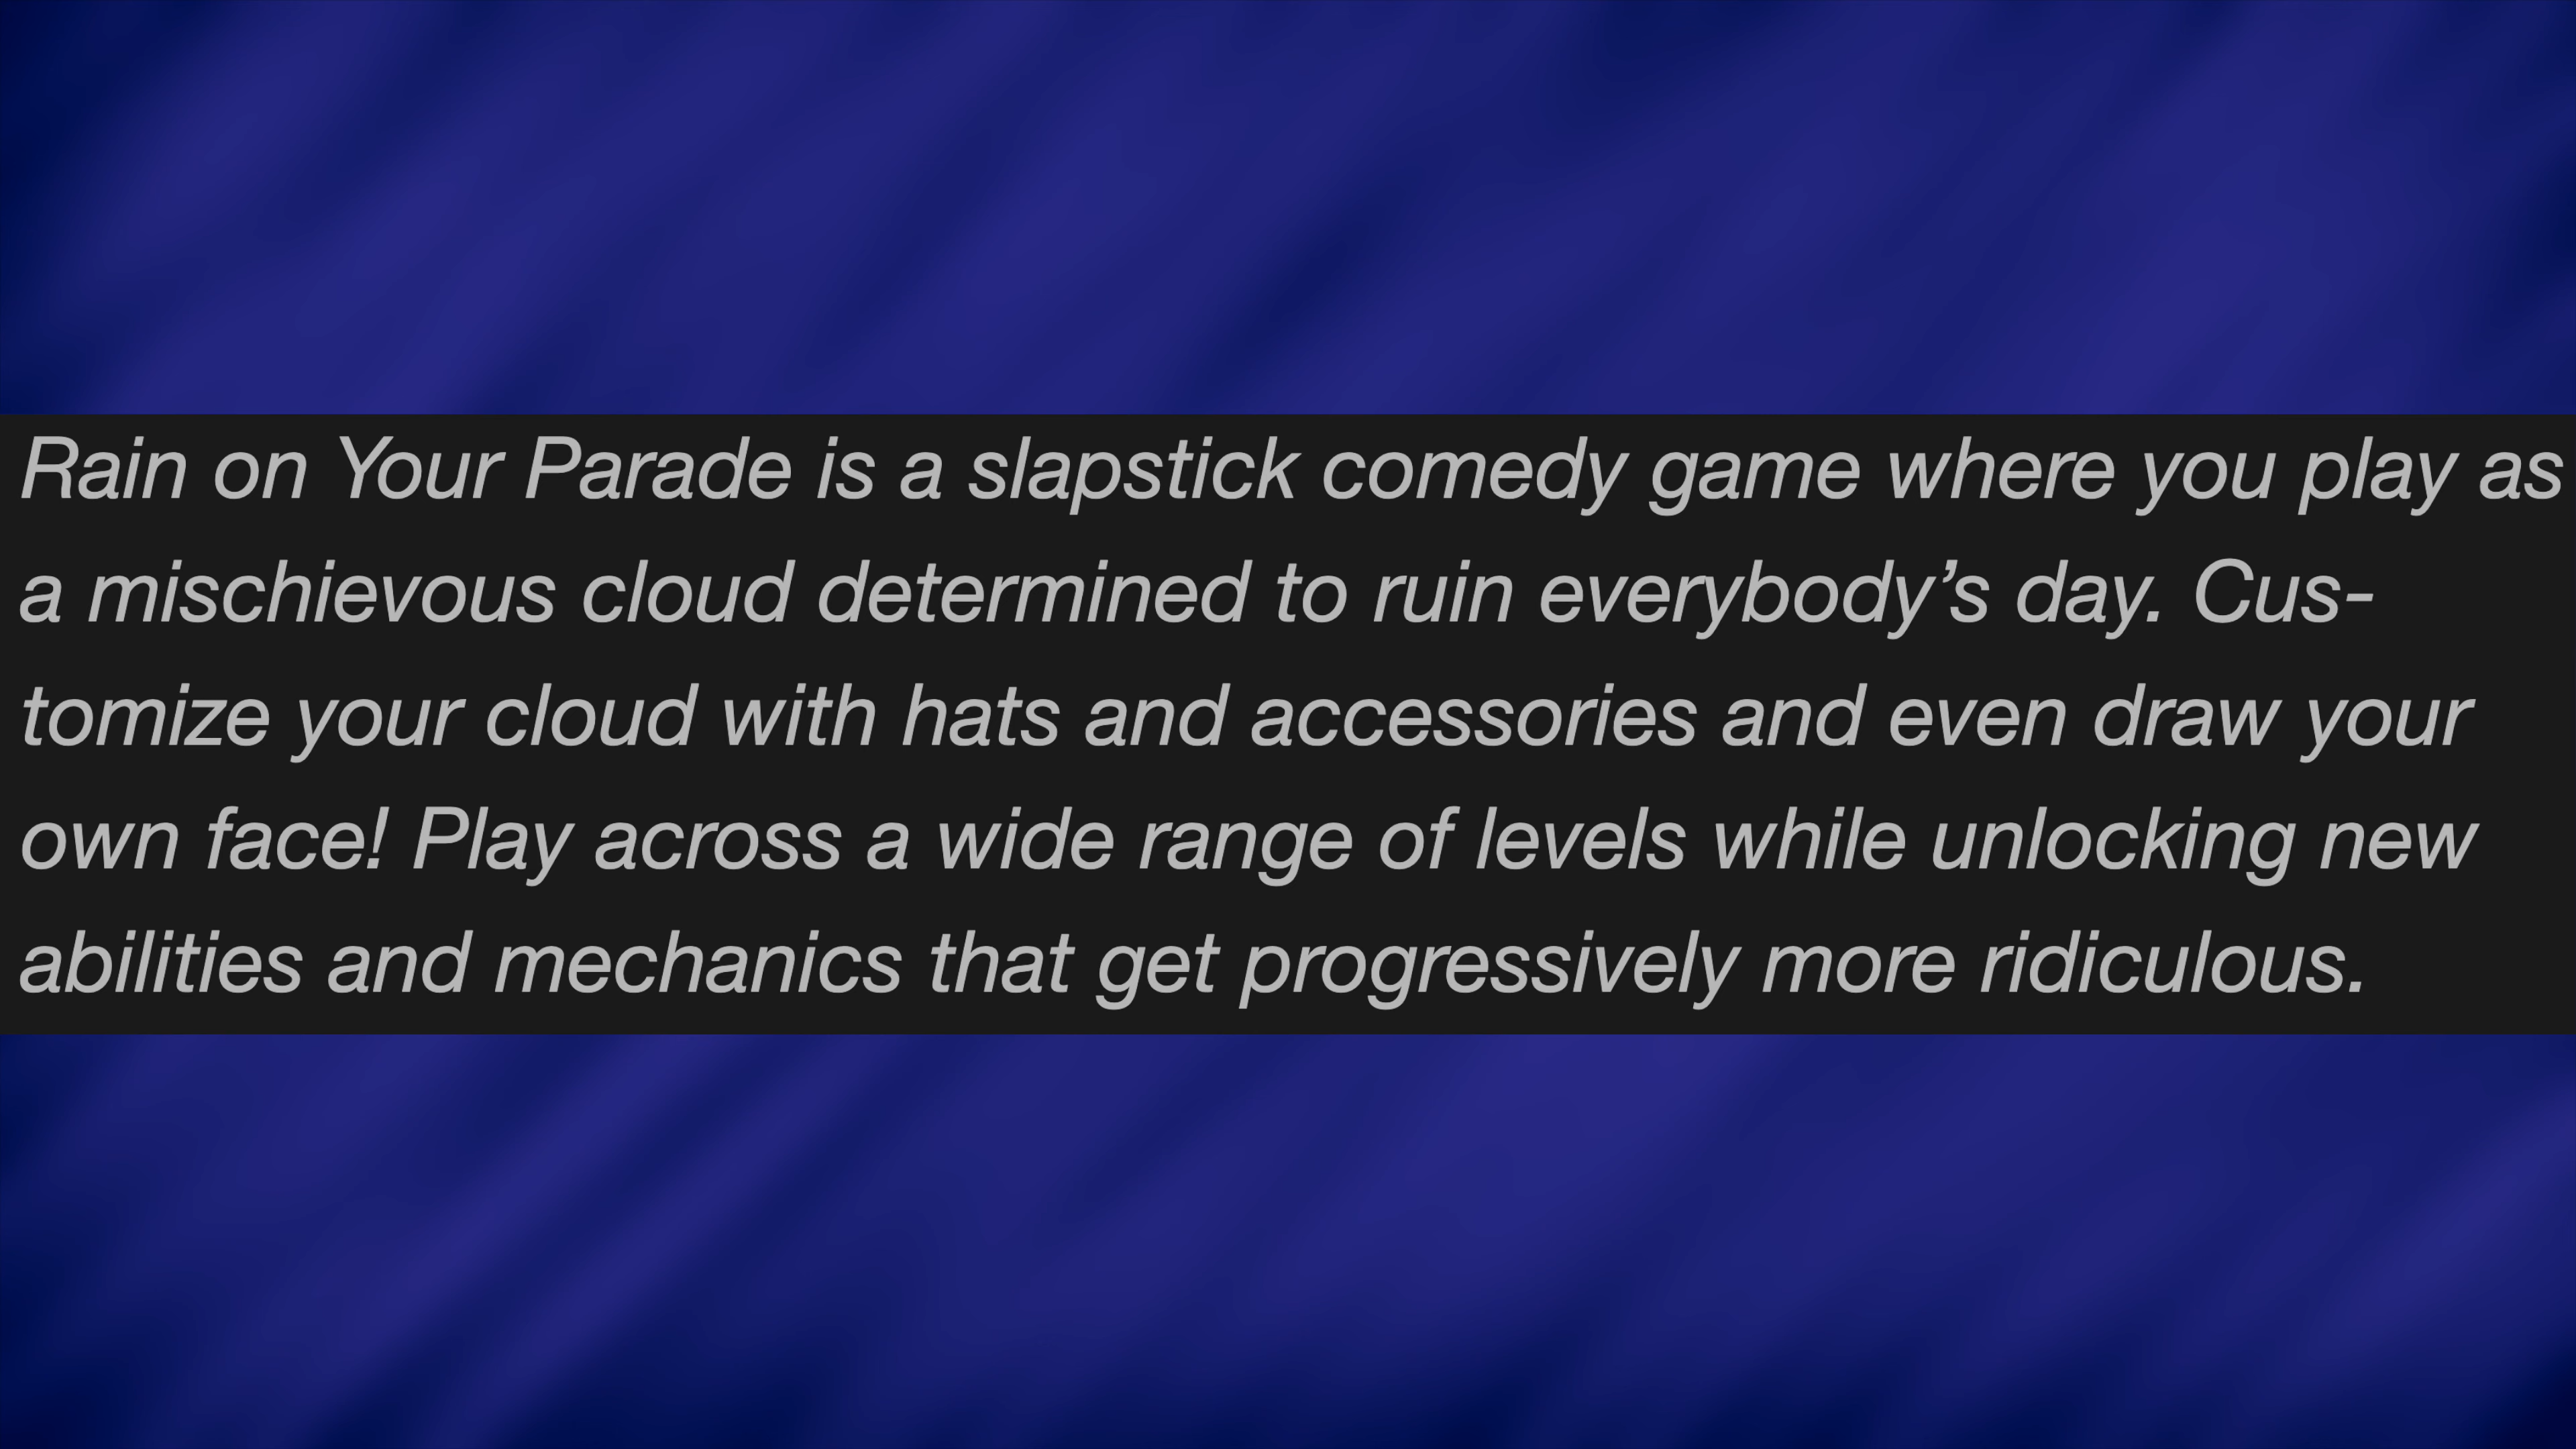 Rain on Your Parade is a slapstick comedy game where you play as
a mischievous cloud determined to ruin everybody’s day. Cus-
tomize your cloud with hats and accessories and even draw your
own face! Play across a wide range of levels while unlocking new
abilities and mechanics that get progressively more ridiculous.